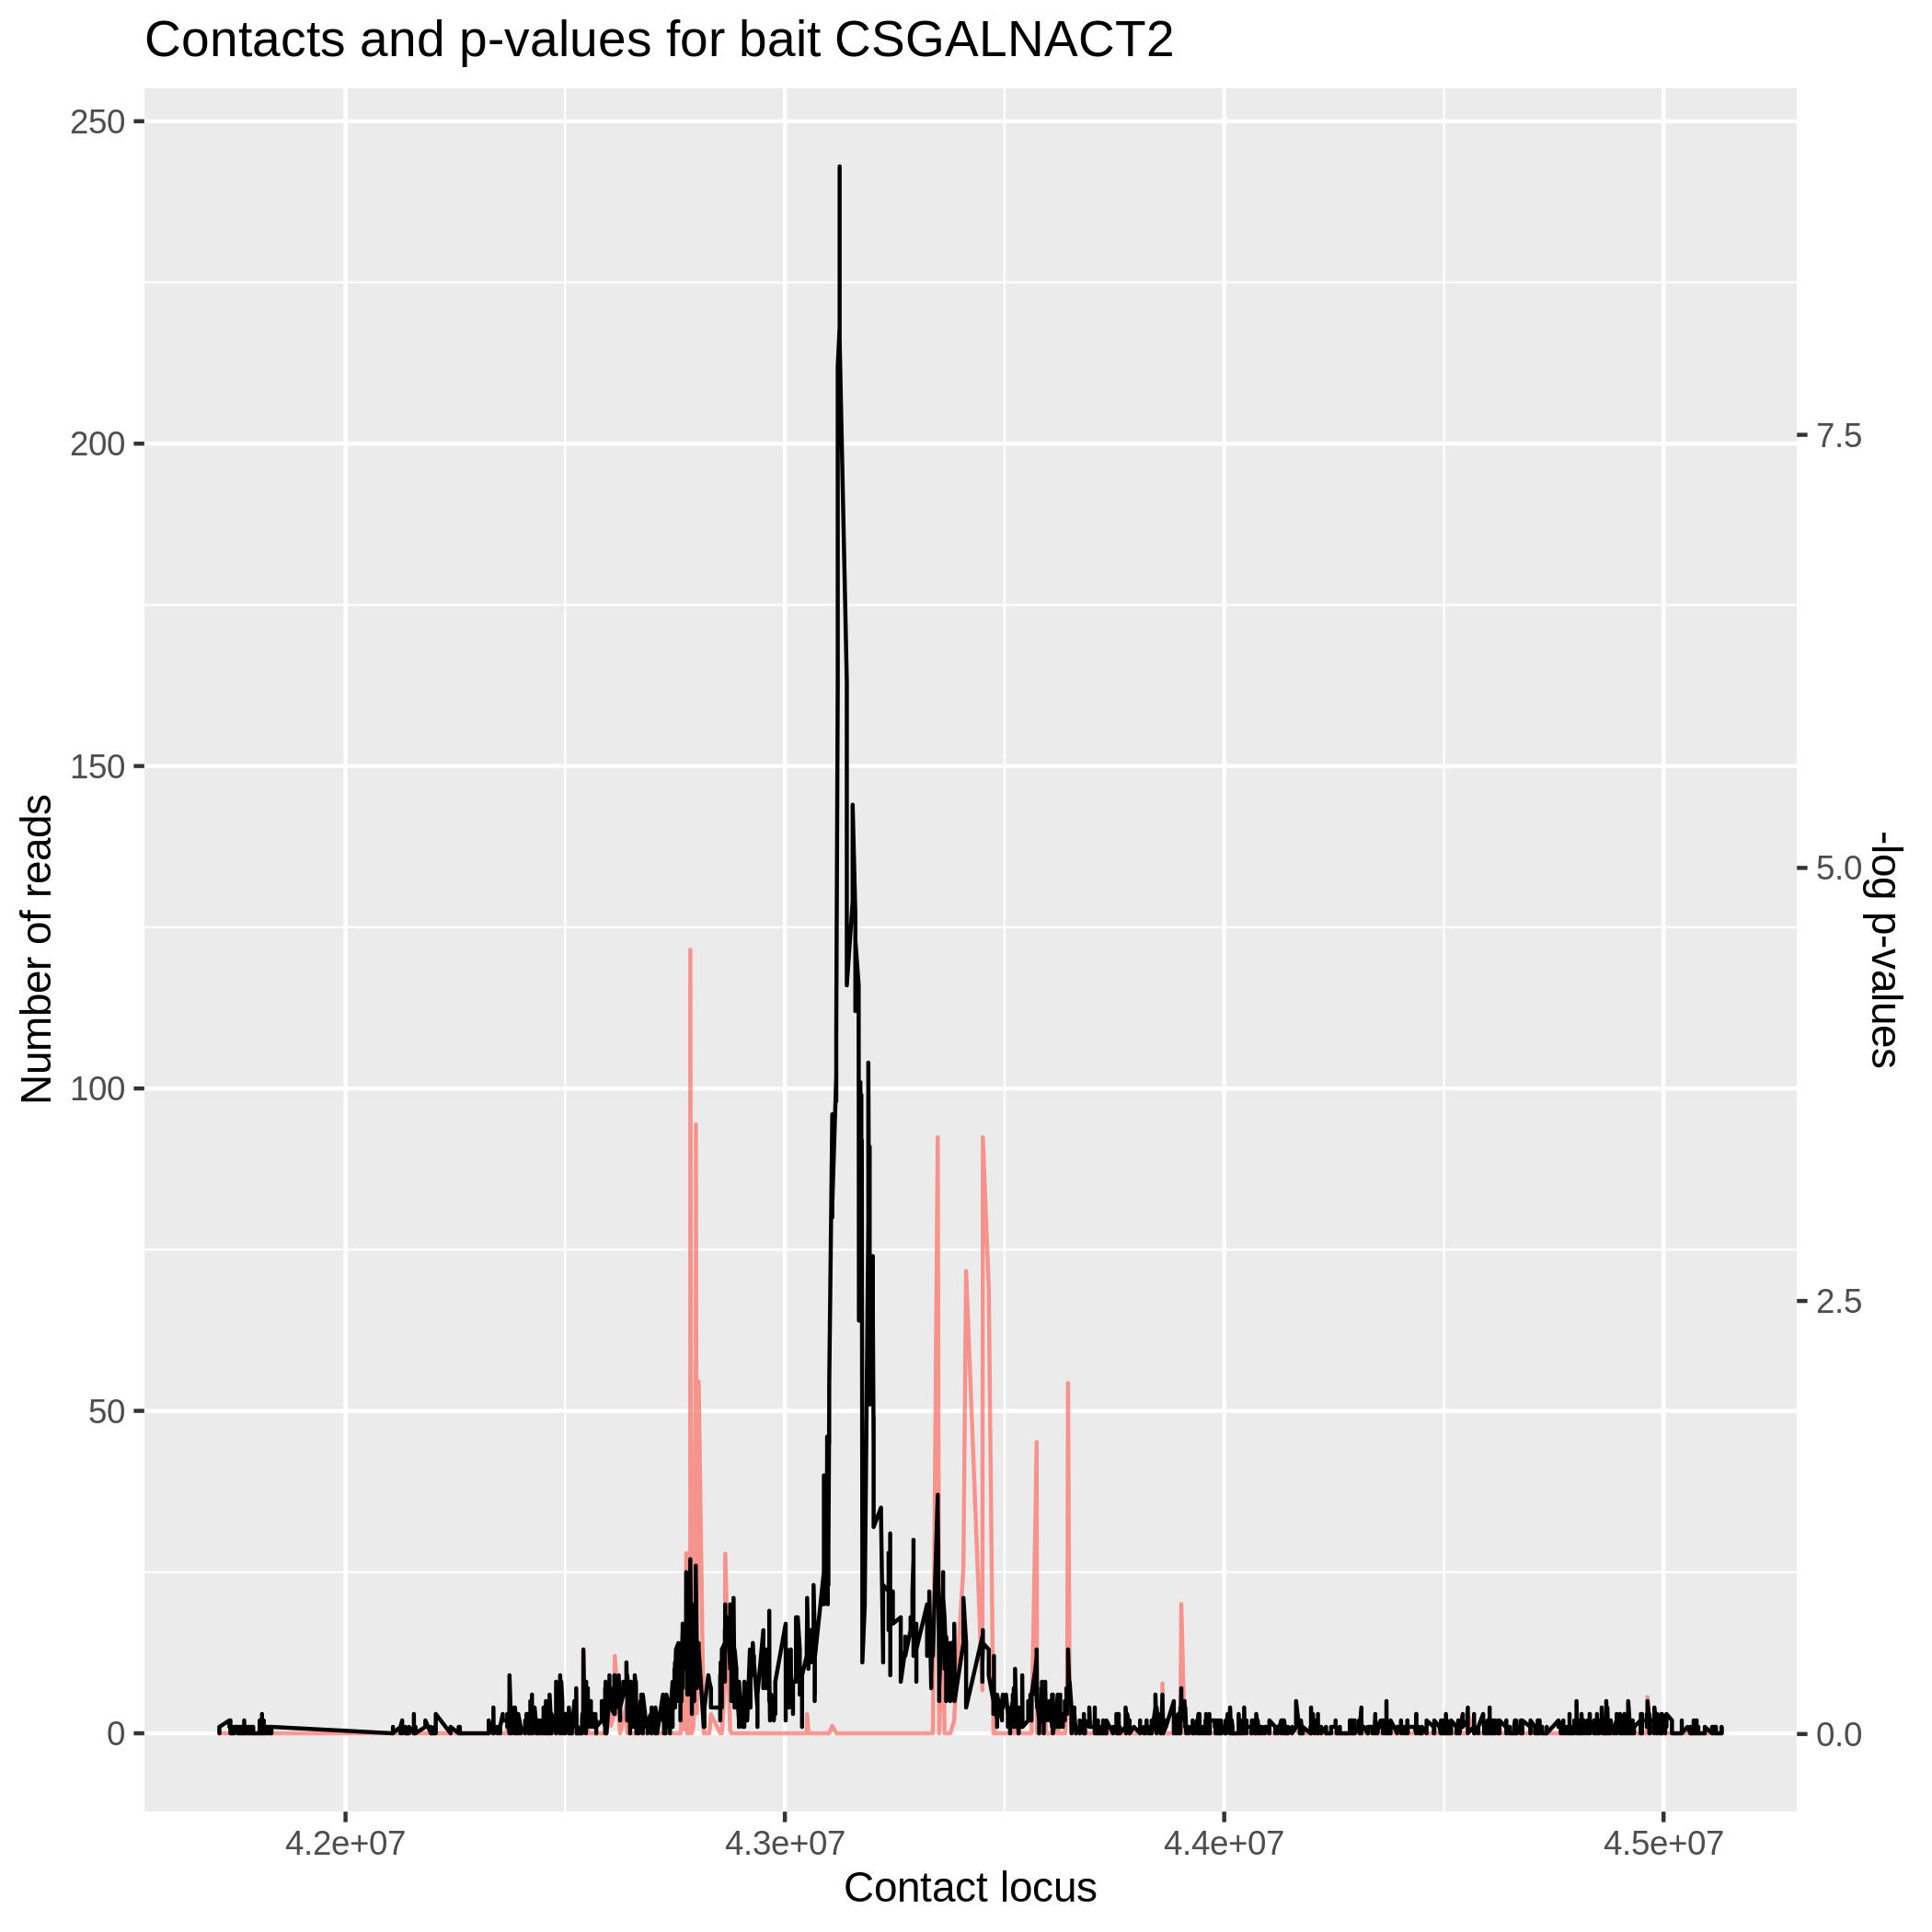 Contacts and p-values for bait CSGALNACT2
250
200
150
100
50
0
Number of reads
7.5
5.0
2.5
0.0
-log p-values
4.2e+07 4.3e+07 4.4e+07 4.5e+07
Contact locus